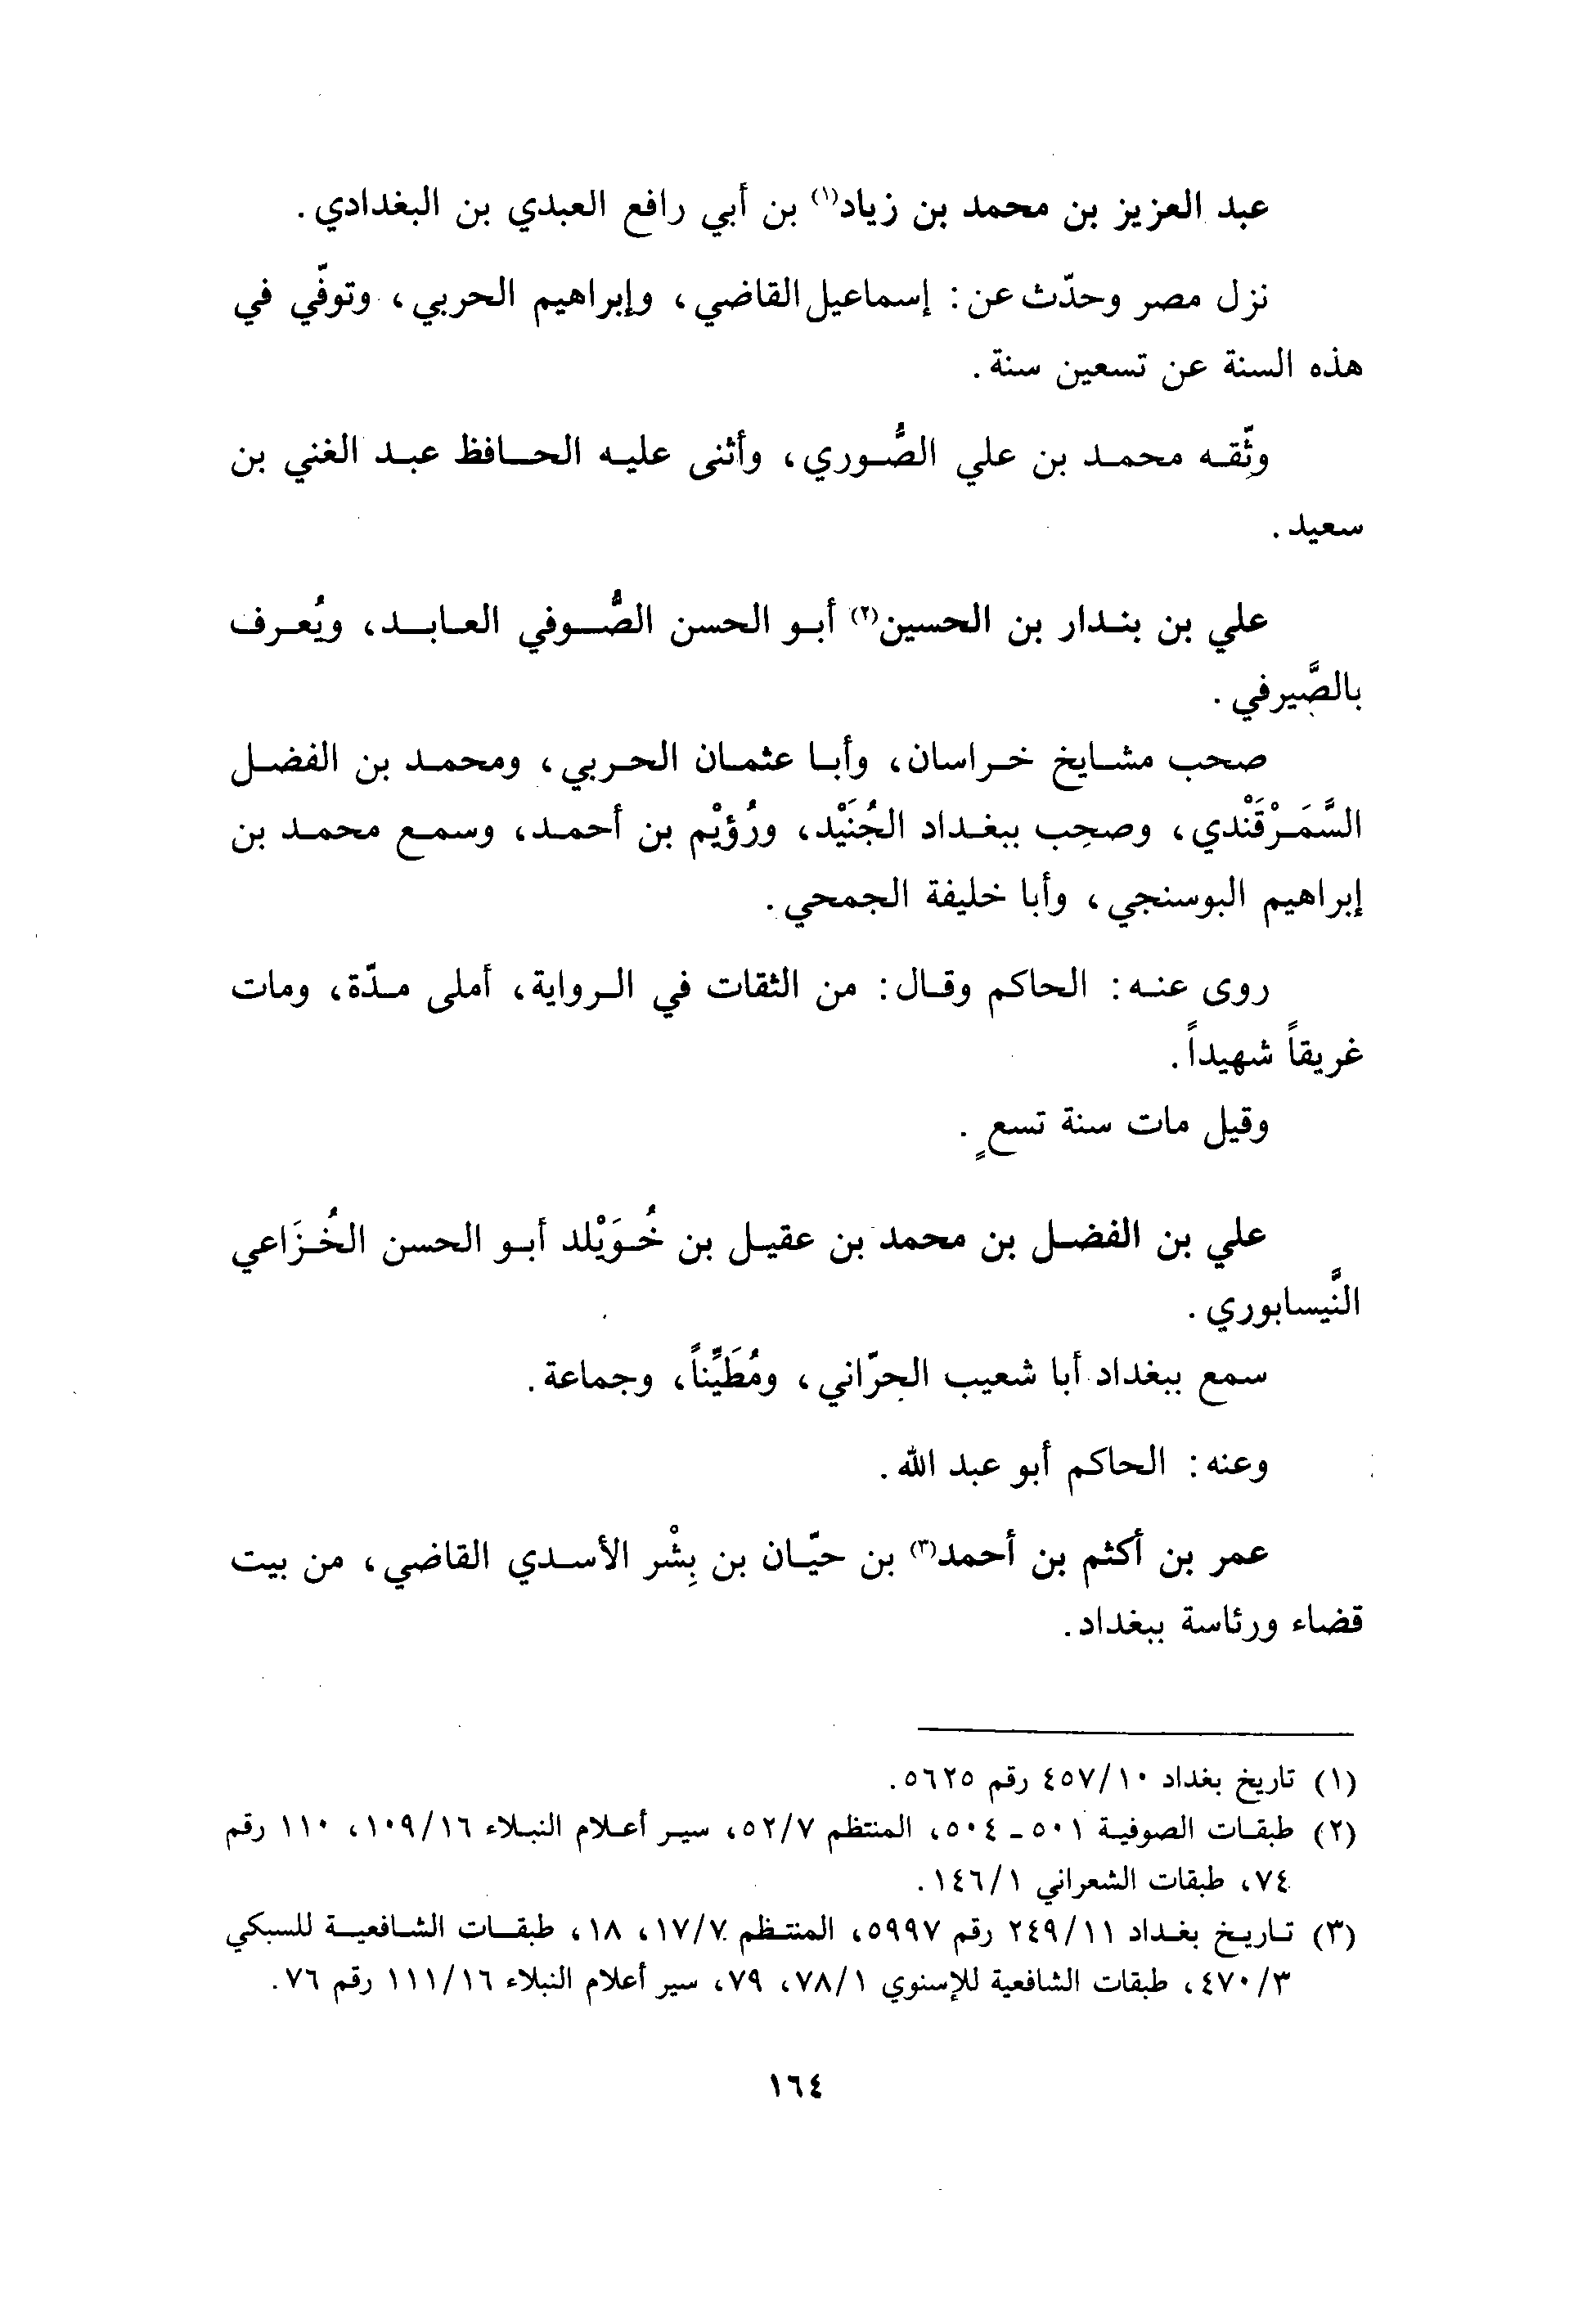 عبد العزيز بن محمد بن زياد(١) بن أبي رافع العبدي بن البغدادي.
نزل مصر وحدّث عن: إسماعيل القاضي، وإبراهيم الحربي، وتوفّي في
هذه السنة عن تسعين سنة.
وثّقه محمد بن علي الصُّوري، وأثنى عليه الحافظ عبد الغني بن
سعيد.
علي بن بندار بن الحسين(٢) أبو الحسن الصُّوفي العابد، ويُعرف
بالصَّيرفي.
صحب مشايخ خراسان، وأبا عثمان الحربي، ومحمد بن الفضل
السَّمَرْقَنْدي، وصحِب ببغداد الجُنَيْد، ورُؤيْم بن أحمد، وسمع محمد بن
إبراهيم البوسنجي، وأبا خليفة الجمحي.
روى عنه: الحاكم وقال: من الثقات في الرواية، أملى مدّة، ومات
غريقاً شهيداً.
وقيل مات سنة تسعٍ.
علي بن الفضل بن محمد بن عقيل بن خُوَيْلد أبو الحسن الخُزَاعي
النَّيسابوري.
سمع ببغداد أبا شعيب الحرّاني، ومُطَيَّناً، وجماعة.
وعنه: الحاكم أبو عبد الله.
عمر بن أكثم بن أحمد(٣) بن حيّان بن بِشْر الأسدي القاضي، من بيت
قضاء ورئاسة ببغداد.
(١) تاريخ بغداد ٤٥٧/١٠ رقم ٥٦٢٥.
(٢) طبقات الصوفية ٥٠١ ـ ٥٠٤، المنتظم ٥٢/٧، سير أعلام النبلاء ١٠٩/١٦، ١١٠ رقم
٧٤، طبقات الشعراني ١٤٦/١.
(٣) تاريخ بغداد ٢٤٩/١١ رقم ٥٩٩٧، المنتظم ١٧/٧، ١٨، طبقات الشافعية للسبكي
٤٧٠/٣، طبقات الشافعية للإسنوي ٧٨/١، ٧٩، سير أعلام النبلاء ١١١/١٦ رقم ٧٦.
١٦٤